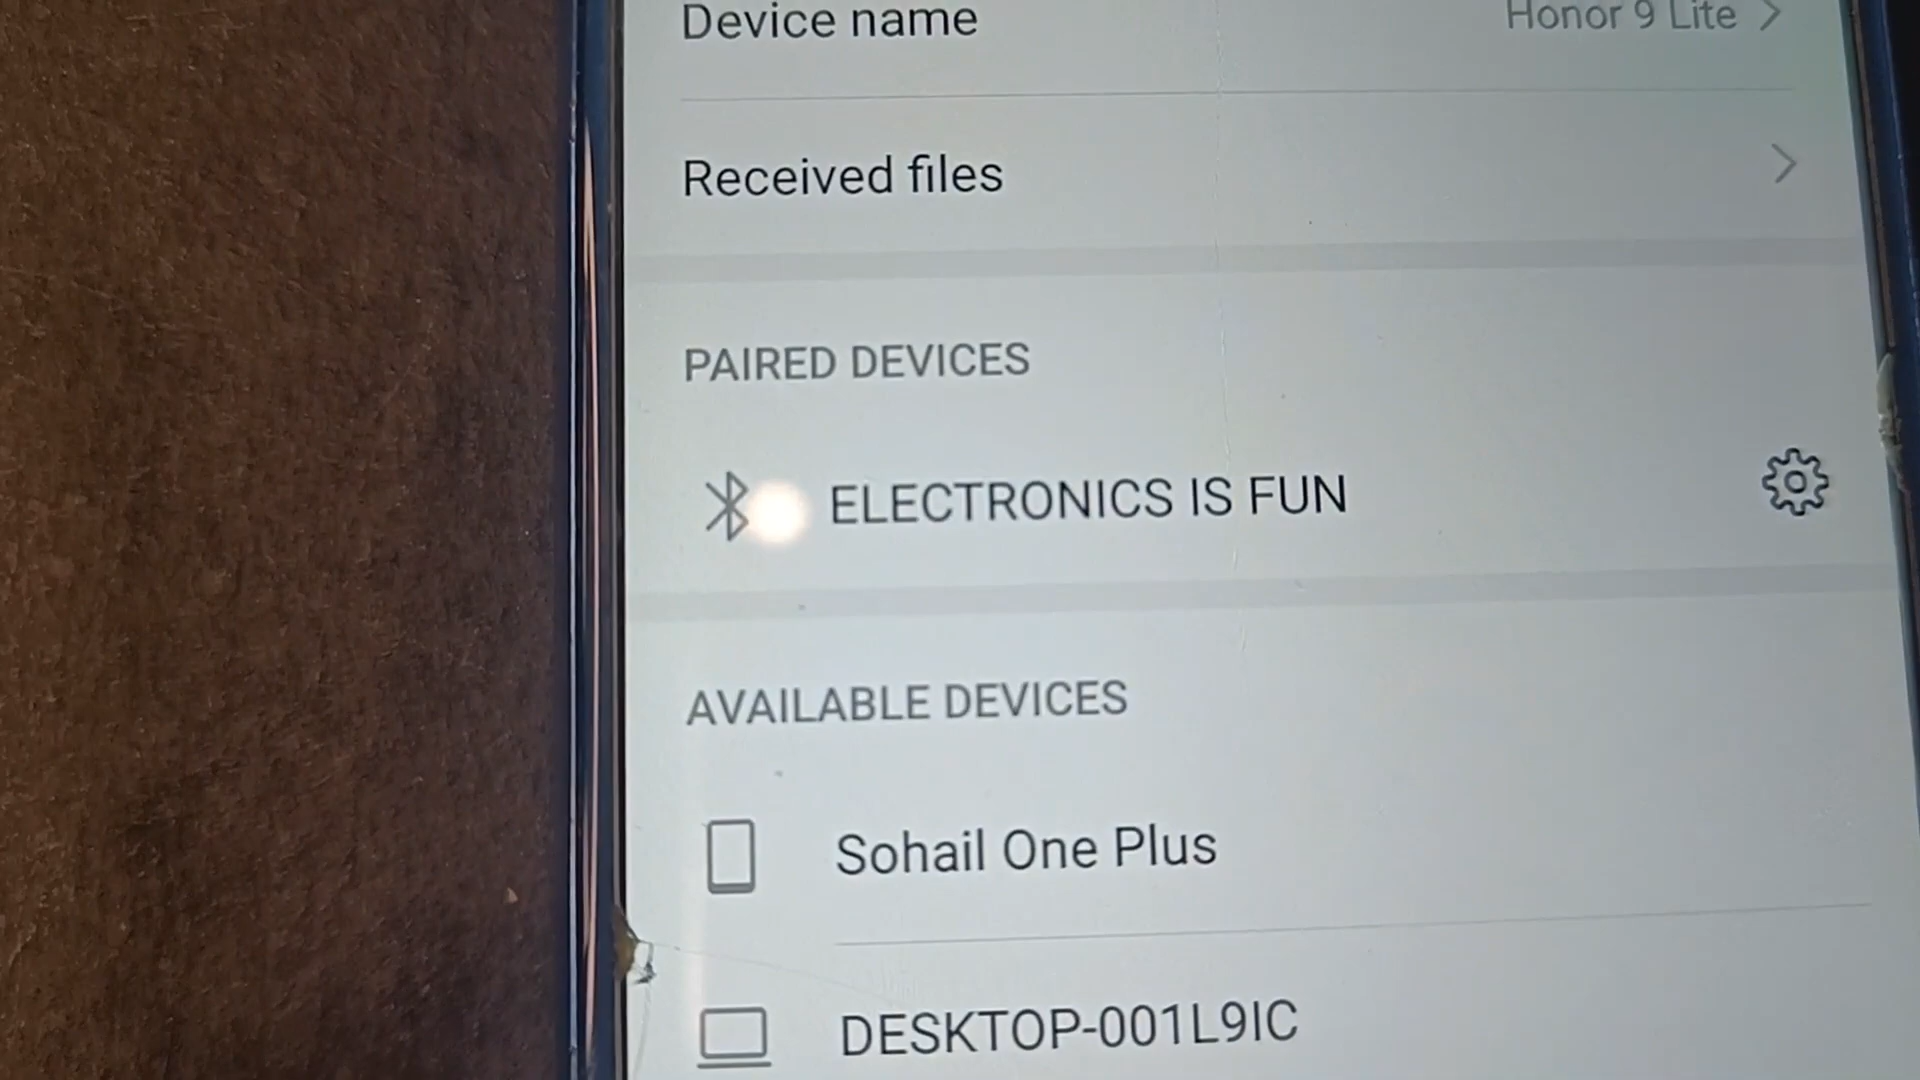 Device name
Honor 9 Lite
Received files
PAIRED DEVICES
ELECTRONICS IS FUN
AVAILABLE DEVICES
Sohail One Plus
DESKTOP-001L9IC